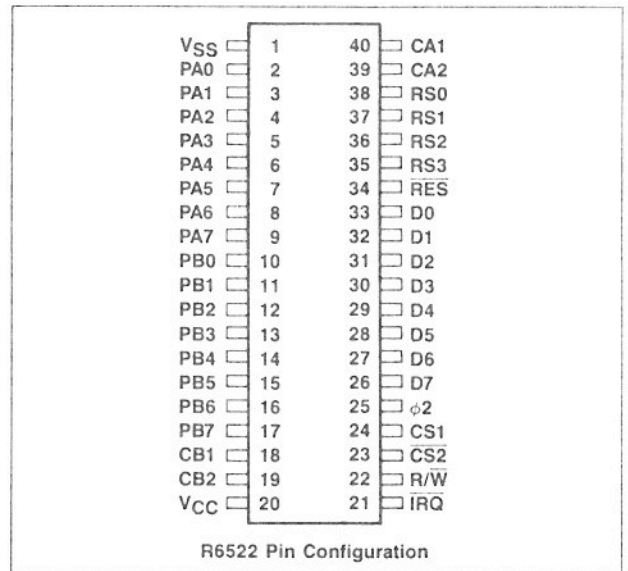 VSS 1 40 CA1
PA0 2 39 CA2
PA1 3 38 RS0
PA2 4 37 RS1
PA3 5 36 RS2
PA4 6 35 RS3
PA5 7 34 R̅E̅S̅
PA6 8 33 D0
PA7 9 32 D1
PB0 10 31 D2
PB1 11 30 D3
PB2 12 29 D4
PB3 13 28 D5
PB4 14 27 D6
PB5 15 26 D7
PB6 16 25 ϕ2
PB7 17 24 CS1
CB1 18 23 C̅S̅2̅
CB2 19 22 R/W̅
VCC 20 21 I̅R̅Q̅
R6522 Pin Configuration